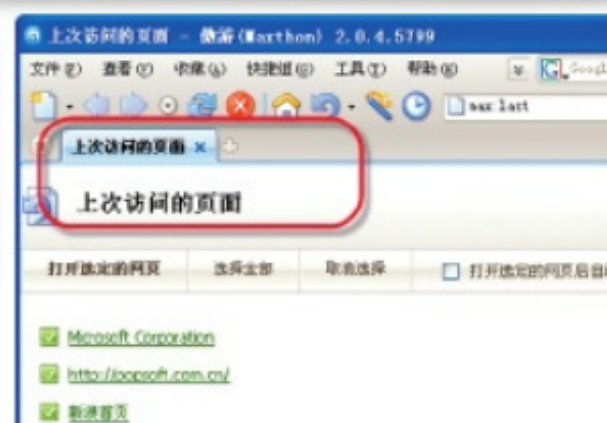 上次访问的页面 - 傲游(Maxthon) 2.0.4.5799
文件(F) 查看(V) 收藏(A) 快捷组(G) 工具(T) 帮助(H) Google
max:last
上次访问的页面
上次访问的页面
打开选定的网页 选择全部 取消选择 打开选定的网页后自
Microsoft Corporation
http://oopsoft.com.cn/
新浪首页